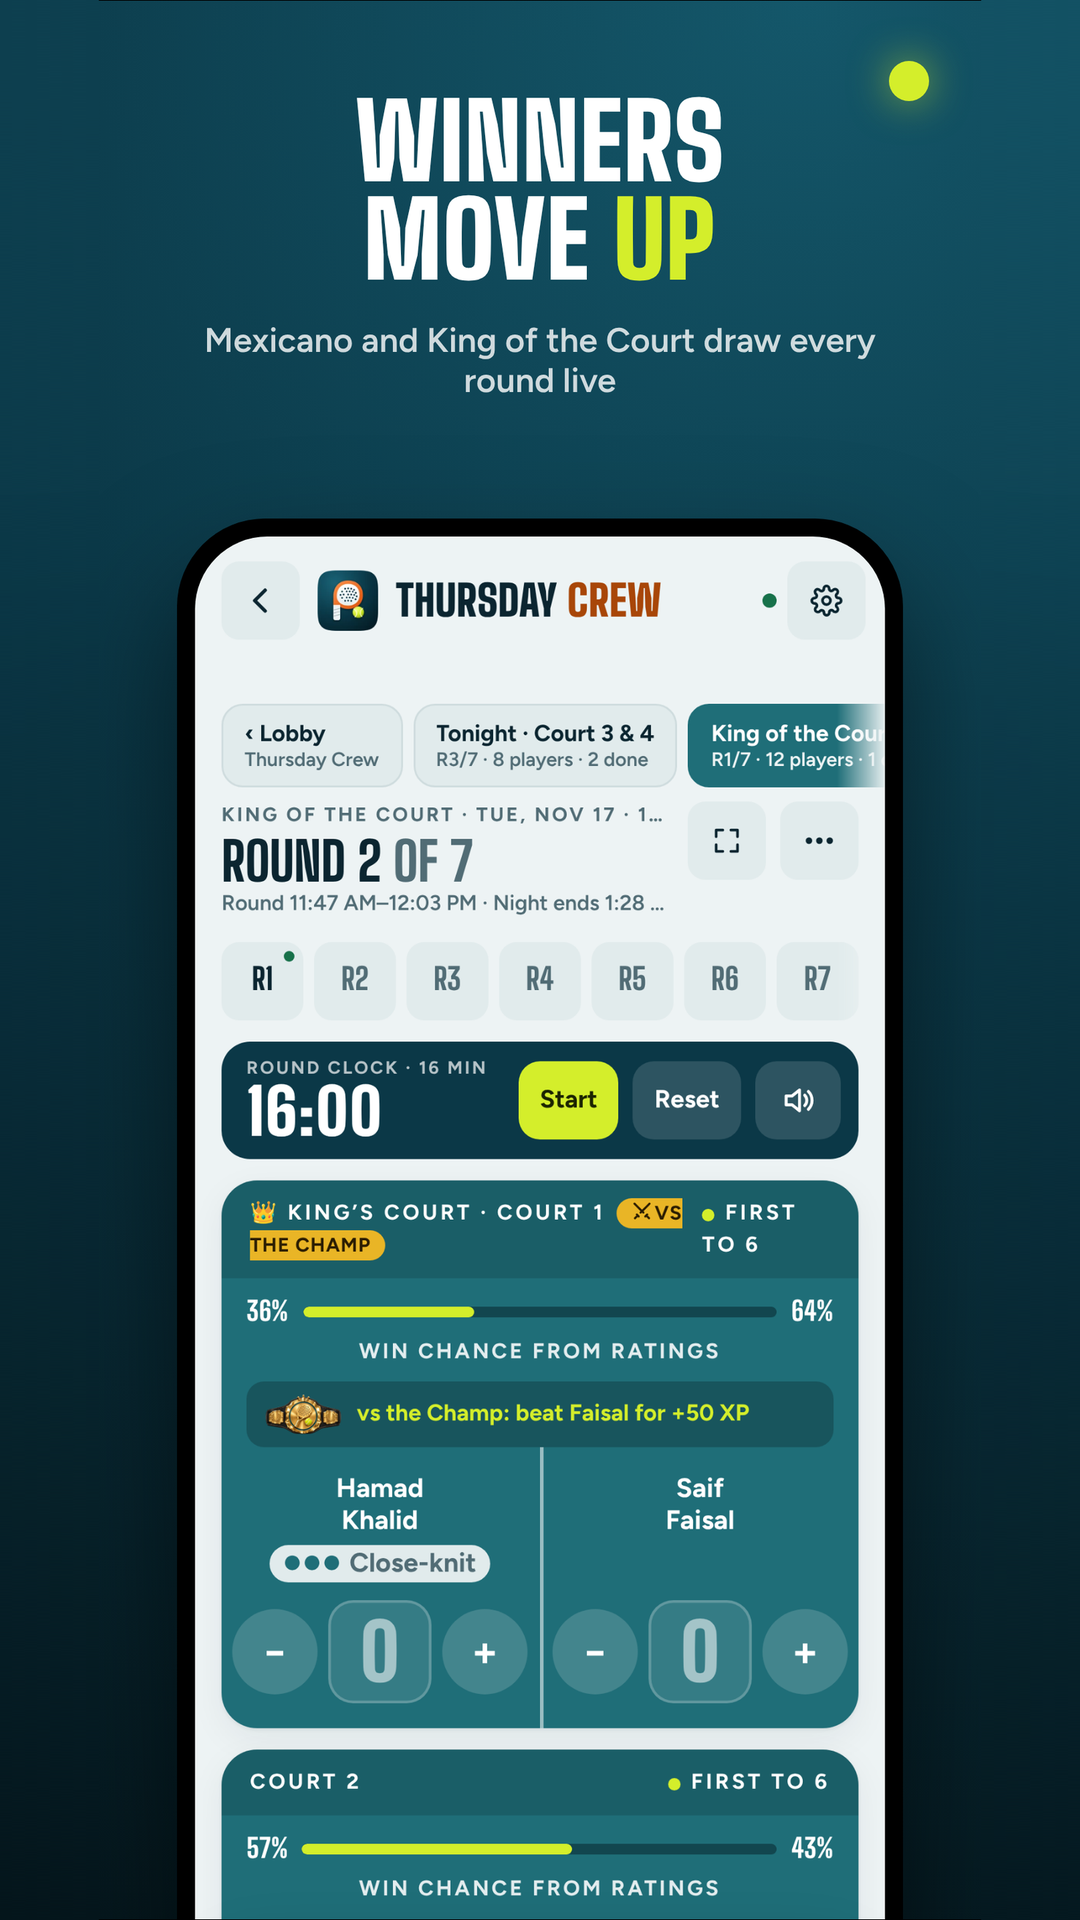 WINNERS
MOVE UP
Mexicano and King of the Court draw every
round live
THURSDAY CREW
‹ Lobby
Thursday Crew
Tonight · Court 3 & 4
R3/7 · 8 players · 2 done
King of the Cour
R1/7 · 12 players · 1
KING OF THE COURT · TUE, NOV 17 · 1...
ROUND 2 OF 7
Round 11:47 AM–12:03 PM · Night ends 1:28 ...
R1 R2 R3 R4 R5 R6 R7
ROUND CLOCK · 16 MIN
16:00
Start
Reset
👑 KING'S COURT · COURT 1 ⚔ VS
THE CHAMP
FIRST
TO 6
36% 64%
WIN CHANCE FROM RATINGS
vs the Champ: beat Faisal for +50 XP
Hamad
Khalid
Close-knit
Saif
Faisal
− 0 +
− 0 +
COURT 2
FIRST TO 6
57% 43%
WIN CHANCE FROM RATINGS